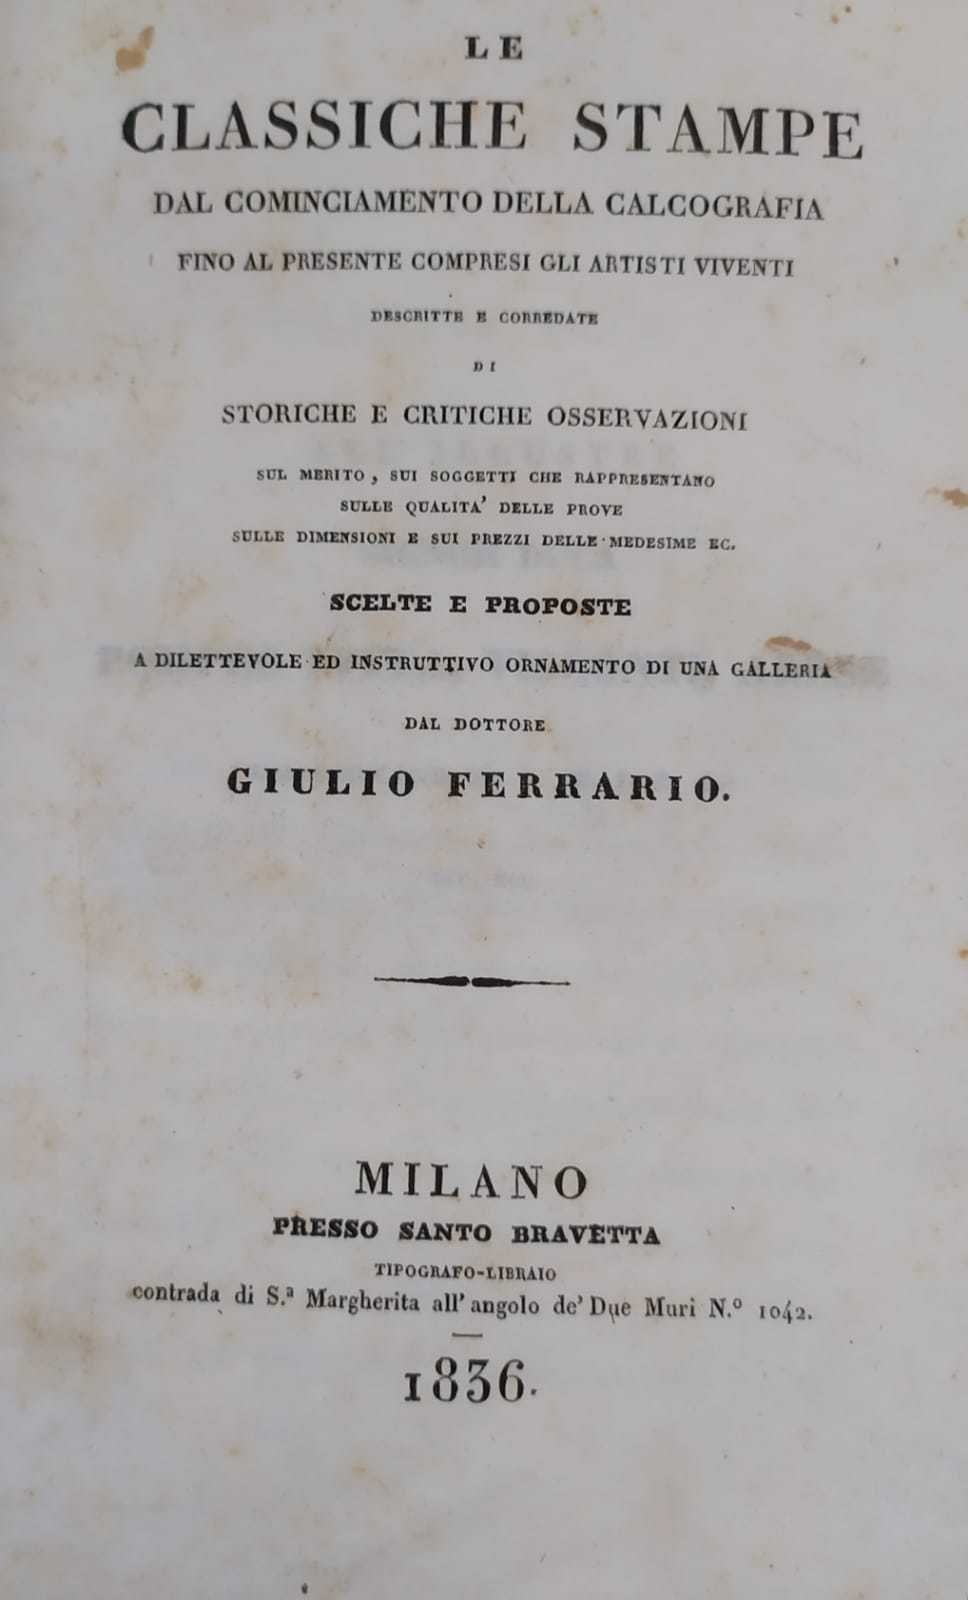 LE
CLASSICHE STAMPE
DAL COMINCIAMENTO DELLA CALCOGRAFIA
FINO AL PRESENTE COMPRESI GLI ARTISTI VIVENTI
DESCRITTE E CORREDATE
DI
STORICHE E CRITICHE OSSERVAZIONI
SUL MERITO, SUI SOGGETTI CHE RAPPRESENTANO
SULLE QUALITA' DELLE PROVE
SULLE DIMENSIONI E SUI PREZZI DELLE MEDESIME EC.
SCELTE E PROPOSTE
A DILETTEVOLE ED INSTRUTTIVO ORNAMENTO DI UNA GALLERIA
DAL DOTTORE
GIULIO FERRARIO.
MILANO
PRESSO SANTO BRAVETTA
TIPOGRAFO-LIBRAIO
contrada di S.ª Margherita all'angolo de' Due Muri N.º 1042.
1836.